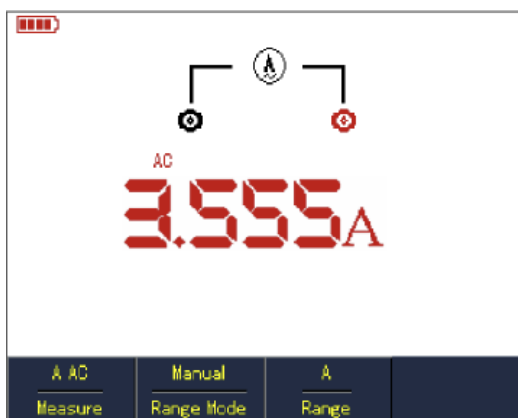 A
AC
3.555A
A AC Manual A
Measure Range Mode Range